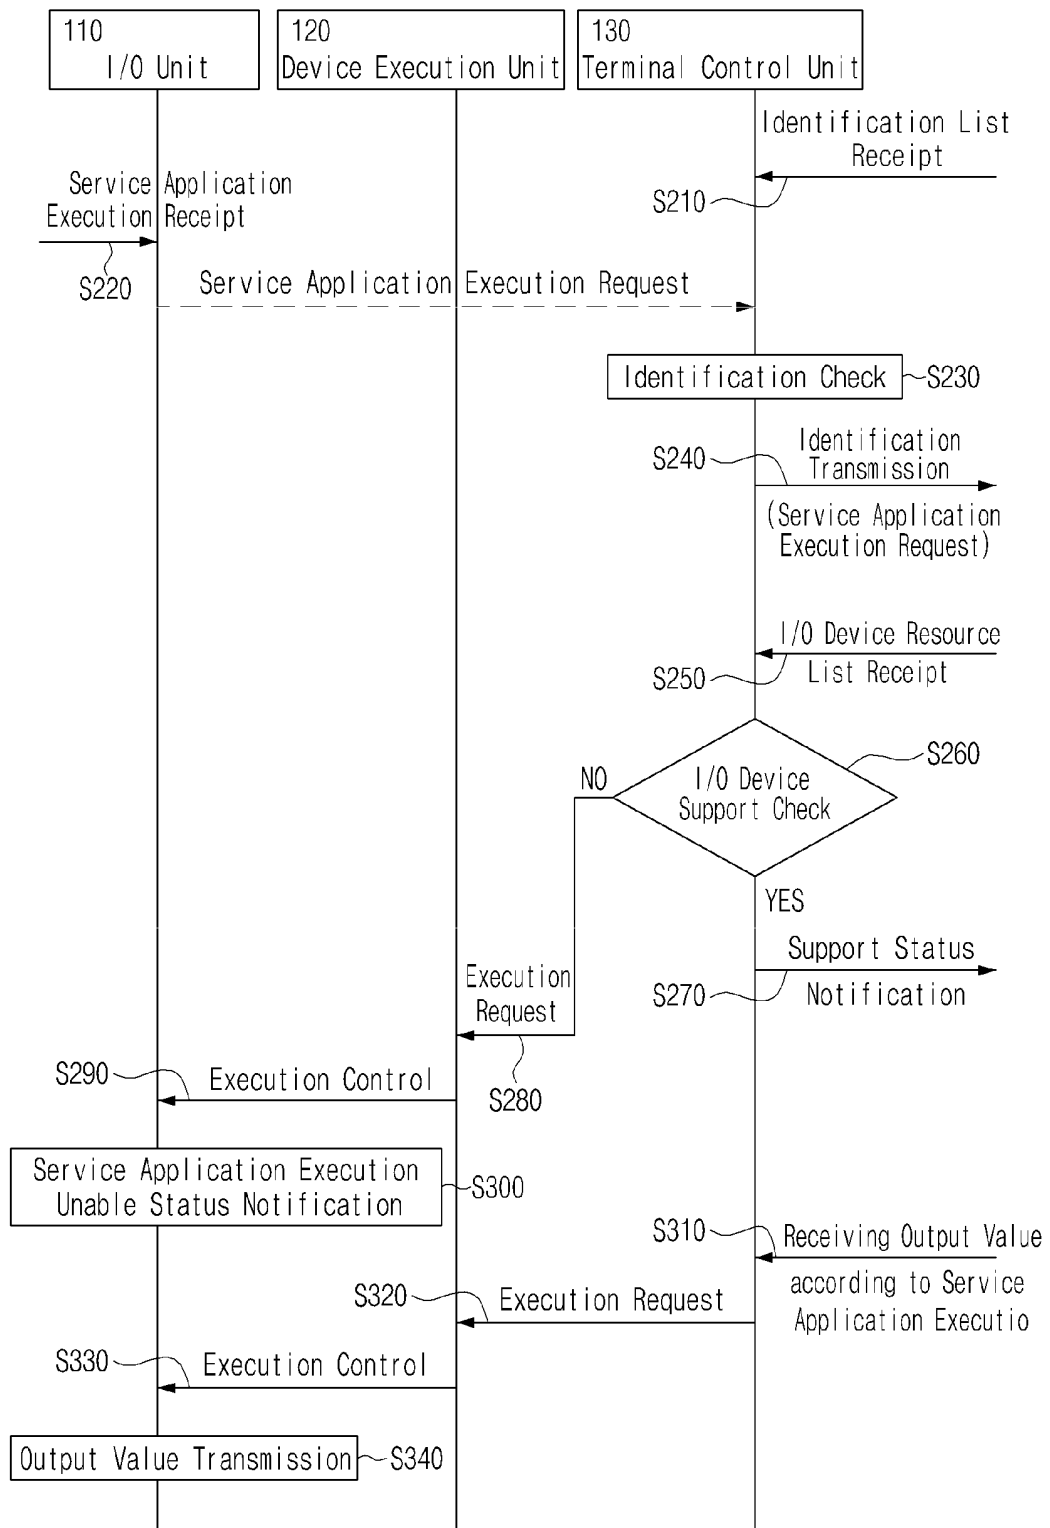 110
I/O Unit
120
Device Execution Unit
130
Terminal Control Unit
Identification List
Receipt
S210
Service Application
Execution Receipt
S220
Service Application Execution Request
Identification Check
S230
Identification
Transmission
S240
(Service Application
Execution Request)
I/O Device Resource
List Receipt
S250
S260
I/O Device
Support Check
NO
YES
Support Status
Notification
S270
Execution
Request
S280
S290
Execution Control
Service Application Execution
Unable Status Notification
S300
S310
Receiving Output Value
according to Service
Application Executio
S320
Execution Request
S330
Execution Control
Output Value Transmission
S340